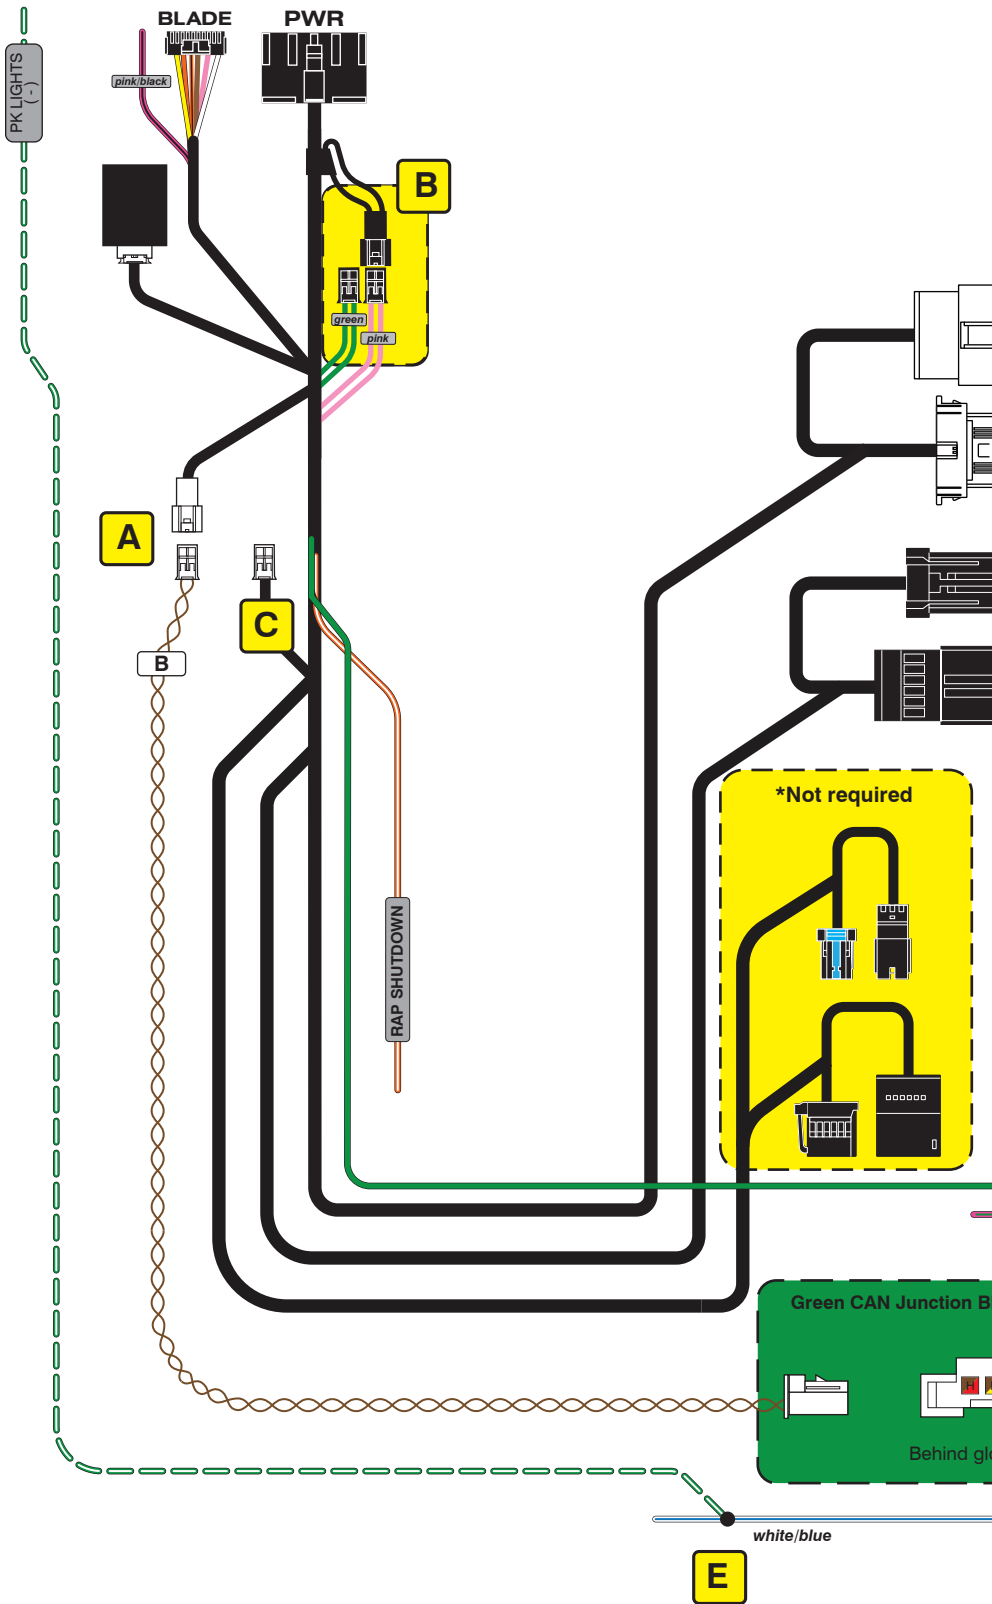 BLADE
PWR
PK LIGHTS
( - )
pink/black
B
green
pink
A
C
B
*Not required
RAP SHUTDOWN
Green CAN Junction B
H
Behind gl
white/blue
E